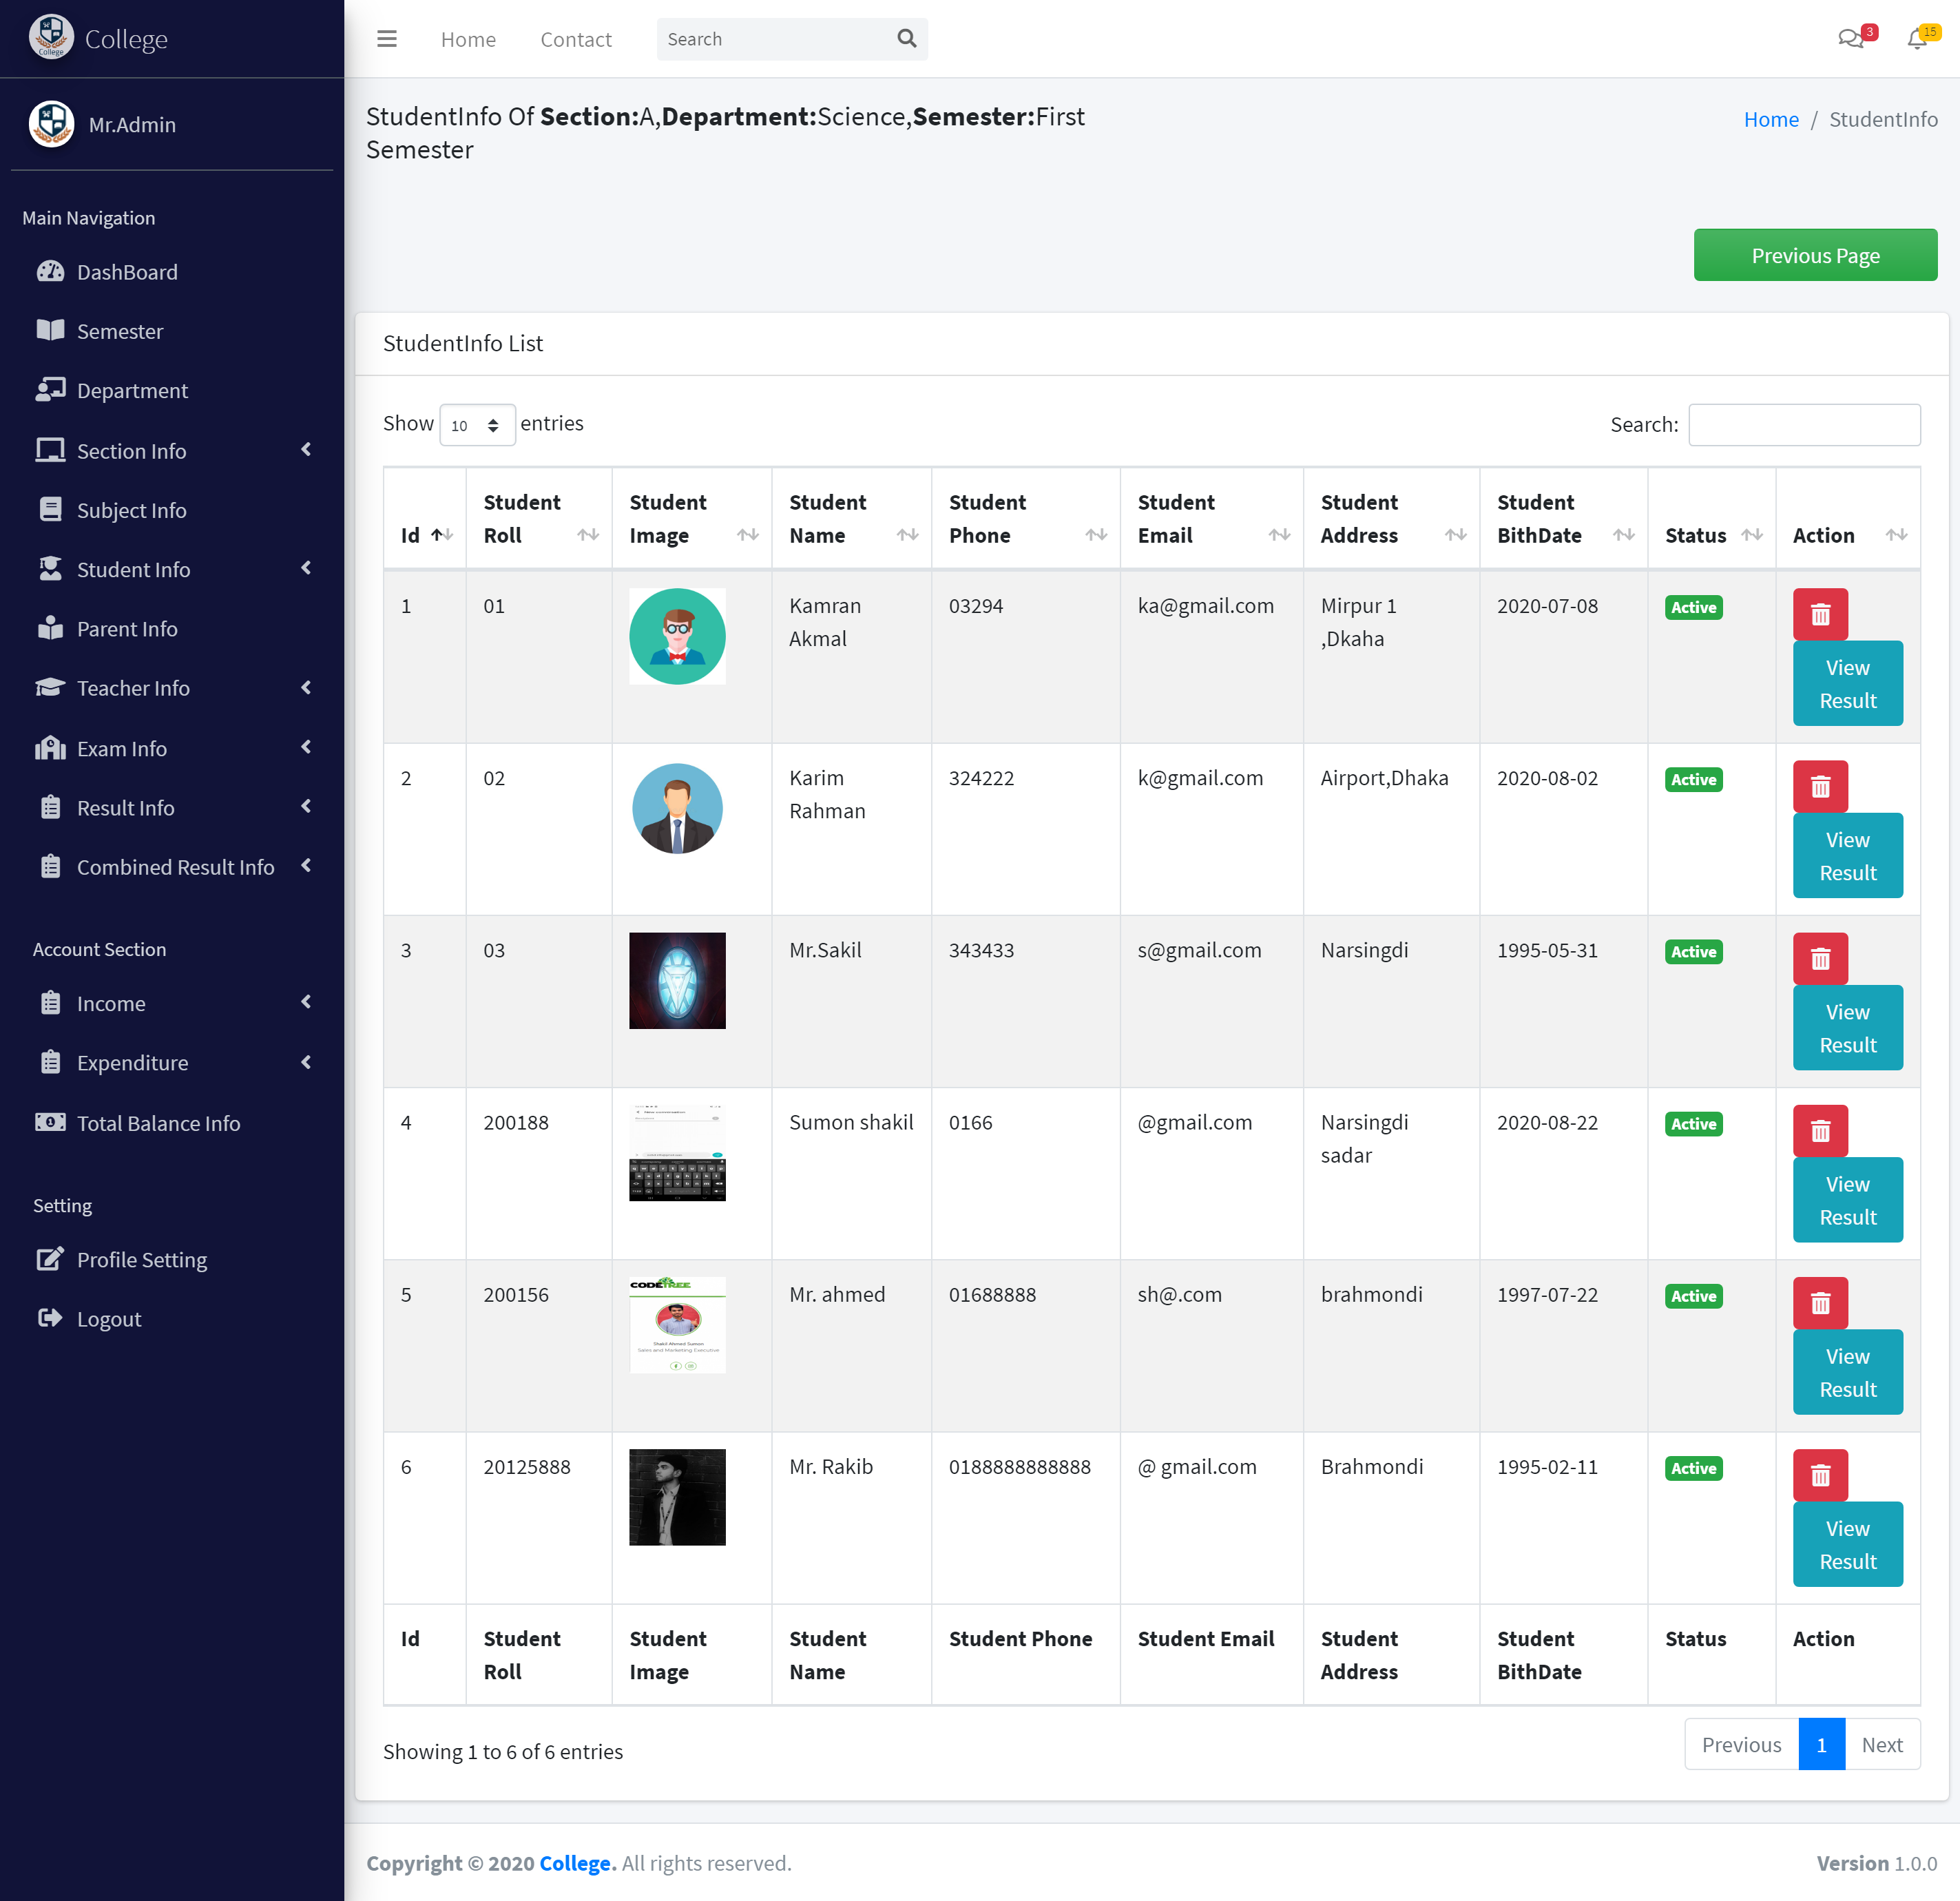 College
College
Mr.Admin
Main Navigation
DashBoard
Semester
Department
Section Info
Subject Info
Student Info
Parent Info
Teacher Info
Exam Info
Result Info
Combined Result Info
Account Section
Income
Expenditure
Total Balance Info
Setting
Profile Setting
Logout
Home Contact Search 3 15
StudentInfo Of Section:A,Department:Science,Semester:First
Semester
Home / StudentInfo
Previous Page
StudentInfo List
Show 10 entries Search:
Id Student Roll Student Image Student Name Student Phone Student Email Student Address Student BithDate Status Action
1 01 Kamran Akmal 03294 ka@gmail.com Mirpur 1 ,Dkaha 2020-07-08 Active View Result
2 02 Karim Rahman 324222 k@gmail.com Airport,Dhaka 2020-08-02 Active View Result
3 03 Mr.Sakil 343433 s@gmail.com Narsingdi 1995-05-31 Active View Result
4 200188 Sumon shakil 0166 @gmail.com Narsingdi sadar 2020-08-22 Active View Result
5 200156 Mr. ahmed 01688888 sh@.com brahmondi 1997-07-22 Active View Result
CODETREE
Shakil Ahmed Sumon
Sales and Marketing Executive
6 20125888 Mr. Rakib 0188888888888 @ gmail.com Brahmondi 1995-02-11 Active View Result
Id Student Roll Student Image Student Name Student Phone Student Email Student Address Student BithDate Status Action
Showing 1 to 6 of 6 entries
Previous 1 Next
Copyright © 2020 College. All rights reserved.
Version 1.0.0